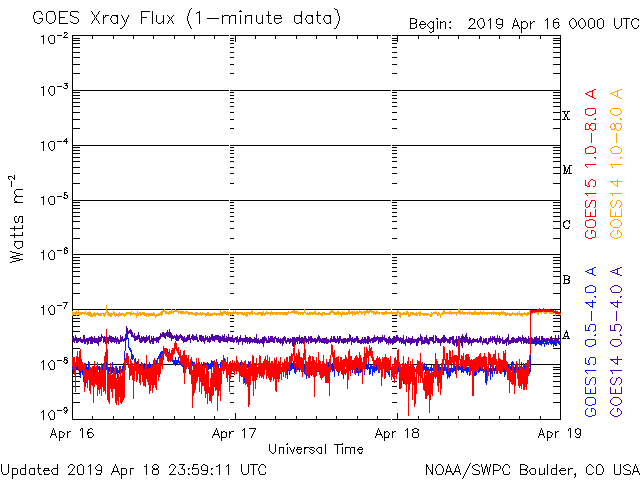 GOES Xray Flux (1-minute data)
Begin: 2019 Apr 16 0000 UTC
10⁻²
10⁻³
10⁻⁴
10⁻⁵
10⁻⁶
10⁻⁷
10⁻⁸
10⁻⁹
Watts m⁻²
X
M
C
B
A
GOES15 1.0-8.0 A
GOES14 1.0-8.0 A
GOES15 0.5-4.0 A
GOES14 0.5-4.0 A
Apr 16
Apr 17
Apr 18
Apr 19
Universal Time
Updated 2019 Apr 18 23:59:11 UTC
NOAA/SWPC Boulder, CO USA